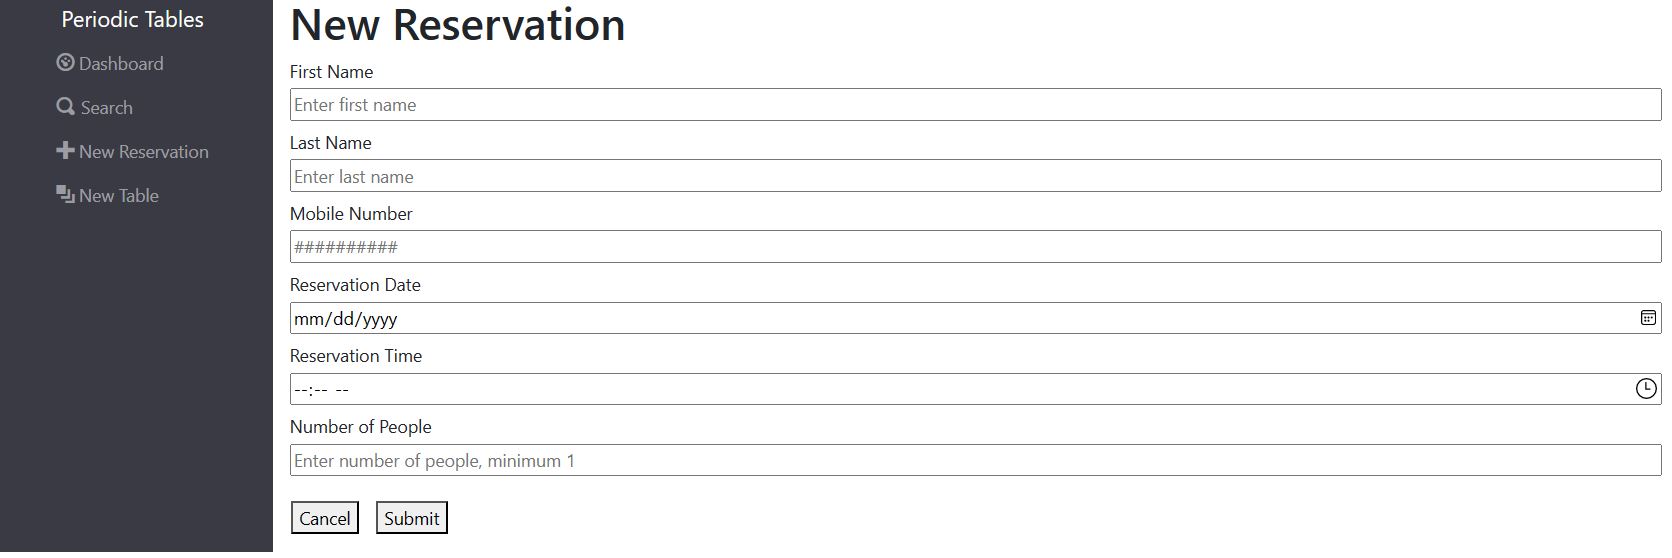 Periodic Tables
Dashboard
Search
New Reservation
New Table
New Reservation
First Name
Enter first name
Last Name
Enter last name
Mobile Number
##########
Reservation Date
mm/dd/yyyy
Reservation Time
--:-- --
Number of People
Enter number of people, minimum 1
Cancel Submit